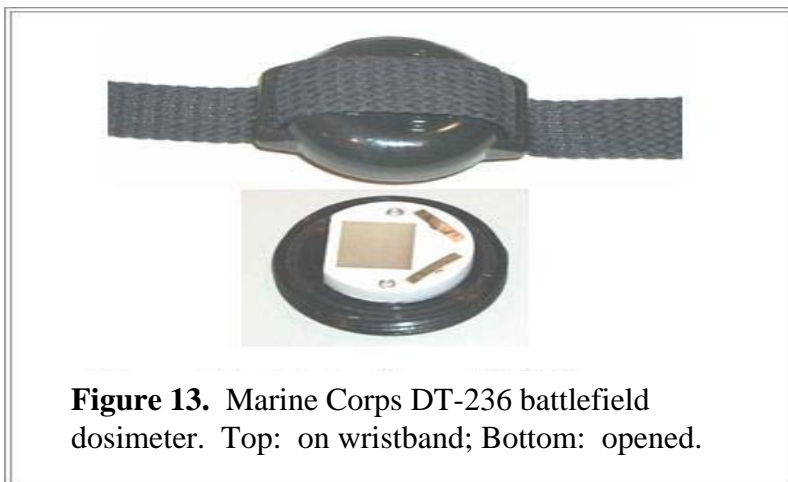 Figure 13. Marine Corps DT-236 battlefield
dosimeter. Top: on wristband; Bottom: opened.